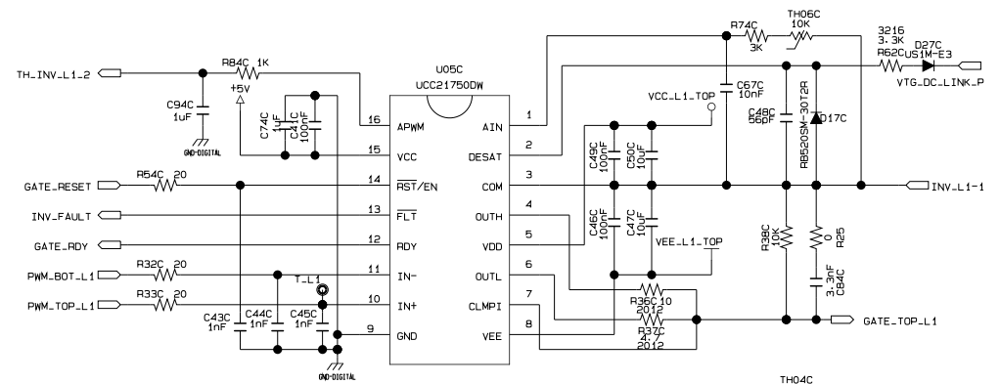 TH06C
10K
R74C
3K
3216
3.3K
R62C
D27C
US1M-E3
VTG_DC_LINK_P
TH_INV_L1_2
R84C 1K
+5V
U05C
UCC21750DW
C94C
1uF
GND-DIGITAL
C74C
1uF
C41C
100nF
C67C
10nF
VCC_L1_TOP
C48C
56pF
RB520SM-30T2R
D17C
16 APWM
15 VCC
14 RST/EN
13 FLT
12 RDY
11 IN-
10 IN+
9 GND
AIN 1
DESAT 2
COM 3
OUTH 4
VDD 5
OUTL 6
CLMPI 7
VEE 8
C49C
100nF
C50C
10uF
GATE_RESET
R54C 20
INV_L1-1
INV_FAULT
GATE_RDY
C46C
100nF
C47C
10uF
VEE_L1_TOP
R38C
10K
0
R25
PWM_BOT_L1
R32C 20
T_L1
3.3nF
C84C
PWM_TOP_L1
R33C 20
C43C
1nF
C44C
1nF
C45C
1nF
R36C 10
2012
R37C
4.7
2012
GATE_TOP_L1
GND-DIGITAL
TH04C